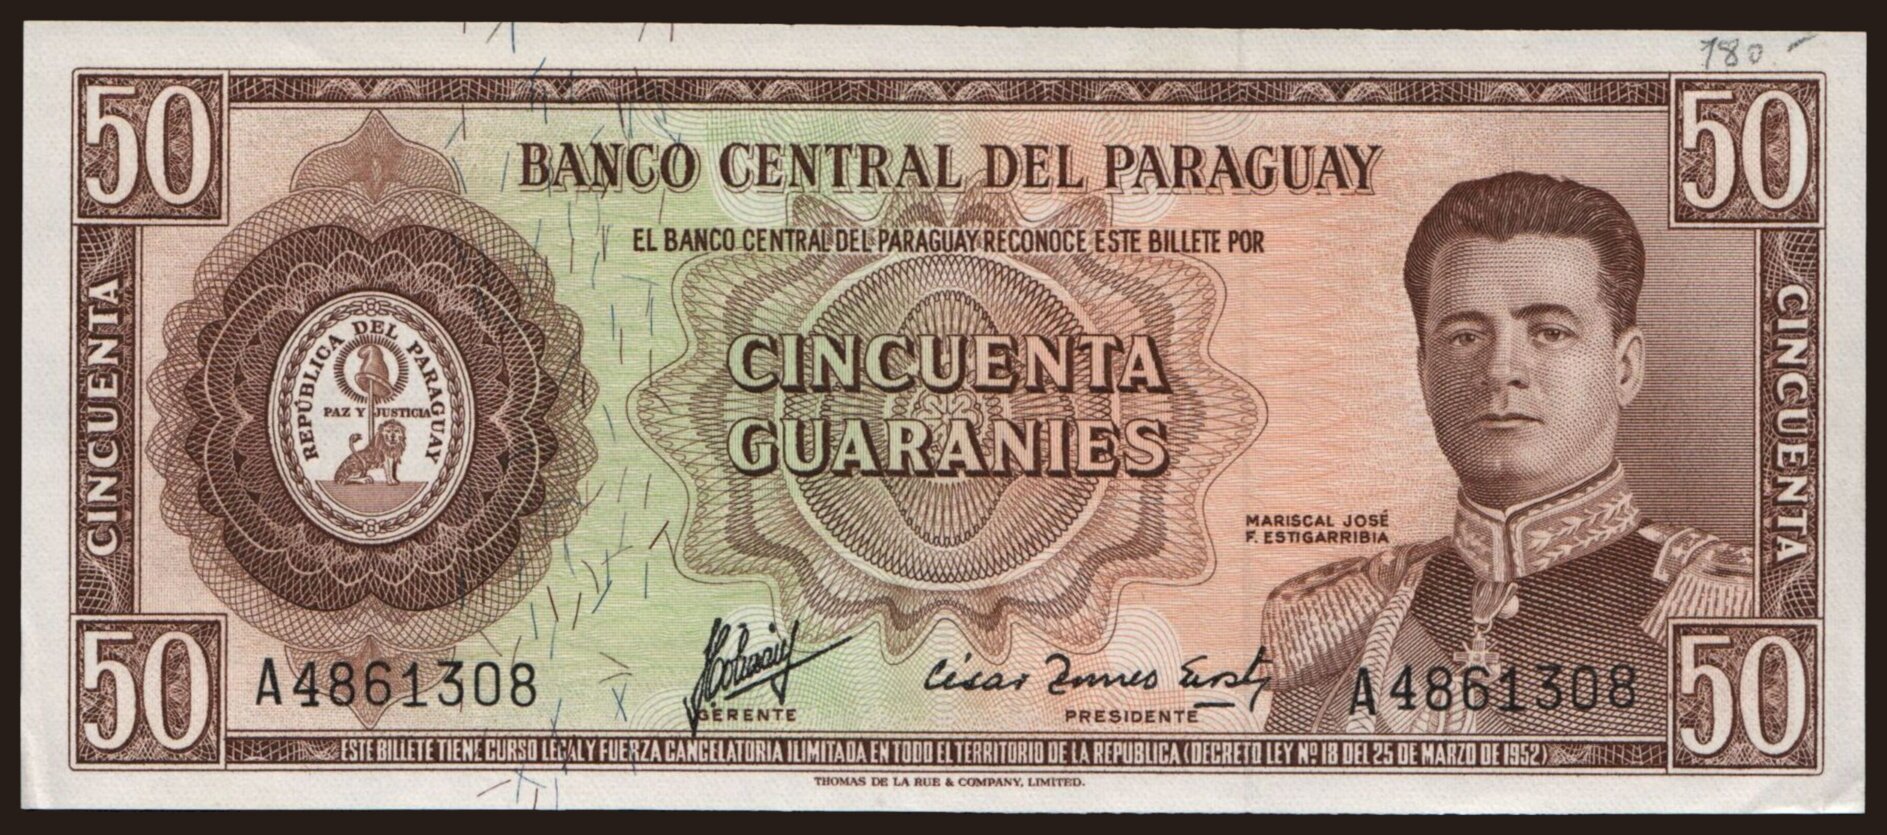 780.-
50
50
BANCO CENTRAL DEL PARAGUAY
EL BANCO CENTRAL DEL PARAGUAY RECONOCE ESTE BILLETE POR
CINCUENTA
CINCUENTA
REPÚBLICA DEL PARAGUAY
PAZ Y JUSTICIA
CINCUENTA
GUARANIES
MARISCAL JOSÉ
F. ESTIGARRIBIA
50
50
A4861308
A4861308
GERENTE
PRESIDENTE
ESTE BILLETE TIENE CURSO LEGAL Y FUERZA CANCELATORIA ILIMITADA EN TODO EL TERRITORIO DE LA REPUBLICA (DECRETO LEY Nº 18 DEL 25 DE MARZO DE 1952)
THOMAS DE LA RUE & COMPANY, LIMITED.